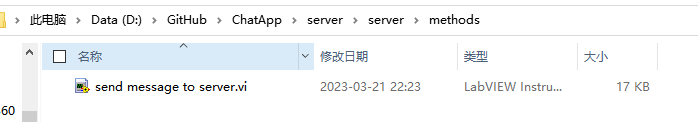 此电脑 > Data (D:) > GitHub > ChatApp > server > server > methods
名称 修改日期 类型 大小
send message to server.vi 2023-03-21 22:23 LabVIEW Instru... 17 KB
60